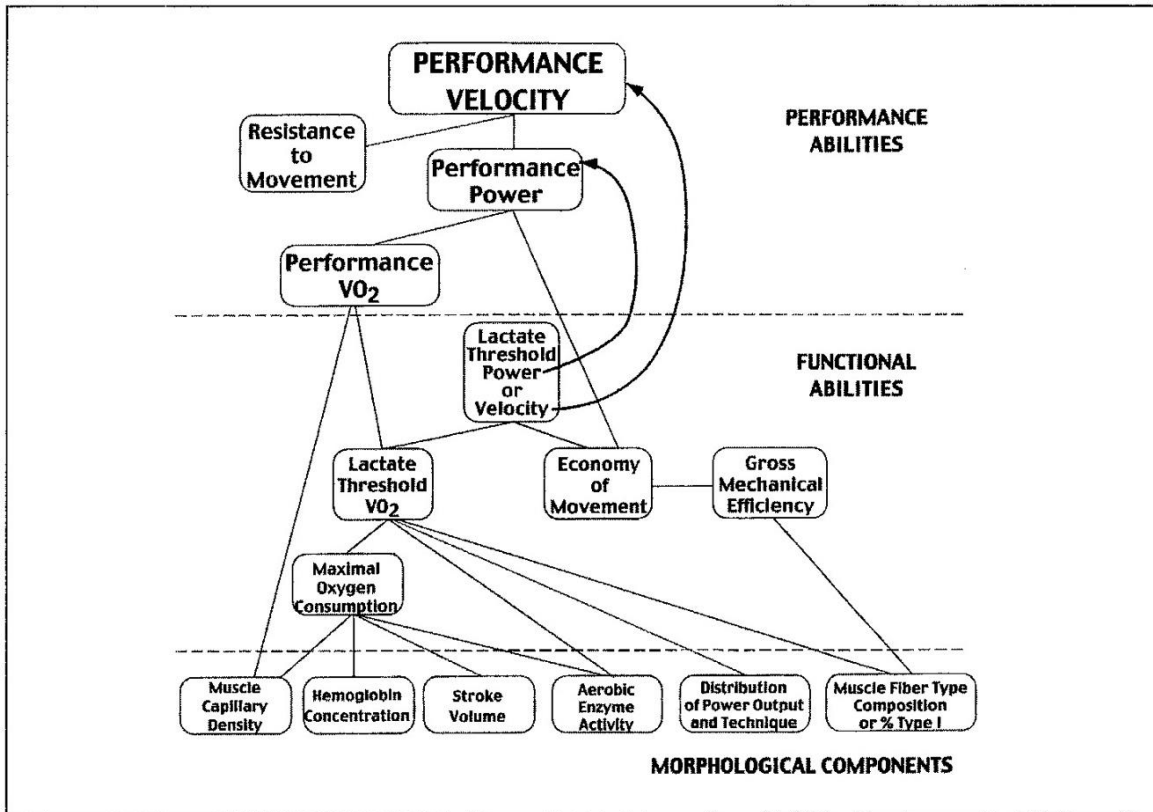 PERFORMANCE
VELOCITY
PERFORMANCE
ABILITIES
Resistance
to
Movement
Performance
Power
Performance
VO2
Lactate
Threshold
Power
or
Velocity
FUNCTIONAL
ABILITIES
Lactate
Threshold
VO2
Economy
of
Movement
Gross
Mechanical
Efficiency
Maximal
Oxygen
Consumption
Muscle
Capillary
Density
Hemoglobin
Concentration
Stroke
Volume
Aerobic
Enzyme
Activity
Distribution
of Power Output
and Technique
Muscle Fiber Type
Composition
or % Type I
MORPHOLOGICAL COMPONENTS